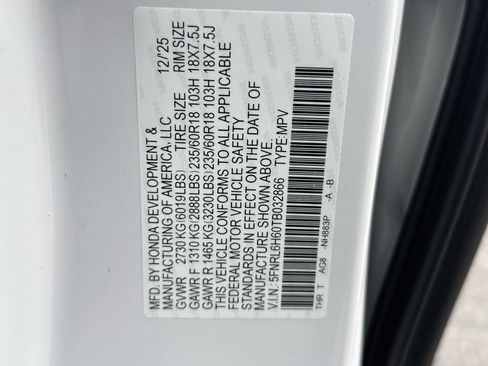 MFD. BY HONDA DEVELOPMENT &
MANUFACTURING OF AMERICA, LLC 12/'25
GVWR 2730 KG(6019LBS) TIRE SIZE RIM SIZE
GAWR F 1310 KG(2888LBS)235/60R18 103H 18X7.5J
GAWR R 1465 KG(3230LBS)235/60R18 103H 18X7.5J
THIS VEHICLE CONFORMS TO ALL APPLICABLE
FEDERAL MOTOR VEHICLE SAFETY
STANDARDS IN EFFECT ON THE DATE OF
MANUFACTURE SHOWN ABOVE.
V.I.N.: 5FNRL6H60TB032866 TYPE:MPV
THR T AG8 -NH883P .A -B